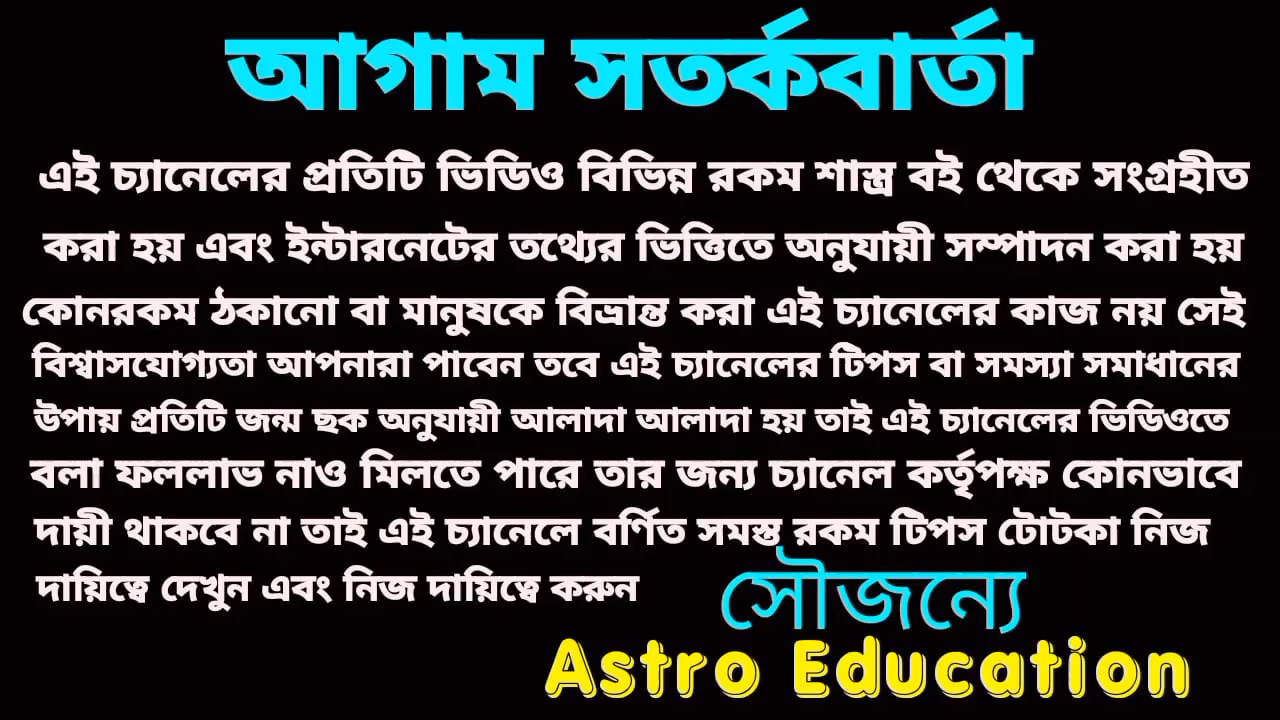 আগাম সতর্কবার্তা
এই চ্যানেলের প্রতিটি ভিডিও বিভিন্ন রকম শাস্ত্র বই থেকে সংগ্রহীত
করা হয় এবং ইন্টারনেটের তথ্যের ভিত্তিতে অনুযায়ী সম্পাদন করা হয়
কোনরকম ঠকানো বা মানুষকে বিভ্রান্ত করা এই চ্যানেলের কাজ নয় সেই
বিশ্বাসযোগ্যতা আপনারা পাবেন তবে এই চ্যানেলের টিপস বা সমস্যা সমাধানের
উপায় প্রতিটি জন্ম ছক অনুযায়ী আলাদা আলাদা হয় তাই এই চ্যানেলের ভিডিওতে
বলা ফললাভ নাও মিলতে পারে তার জন্য চ্যানেল কর্তৃপক্ষ কোনভাবে
দায়ী থাকবে না তাই এই চ্যানেলে বর্ণিত সমস্ত রকম টিপস টোটকা নিজ
দায়িত্বে দেখুন এবং নিজ দায়িত্বে করুন
সৌজন্যে
Astro Education